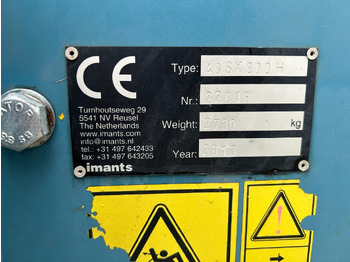 CE
Type:
Turnhoutseweg 29
5541 NV Reusel
The Netherlands
www.imants.com
info@imants.nl
tel.: +31 497 642433
fax: +31 497 643205
imants
Nr.:
Weight:
kg
Year: